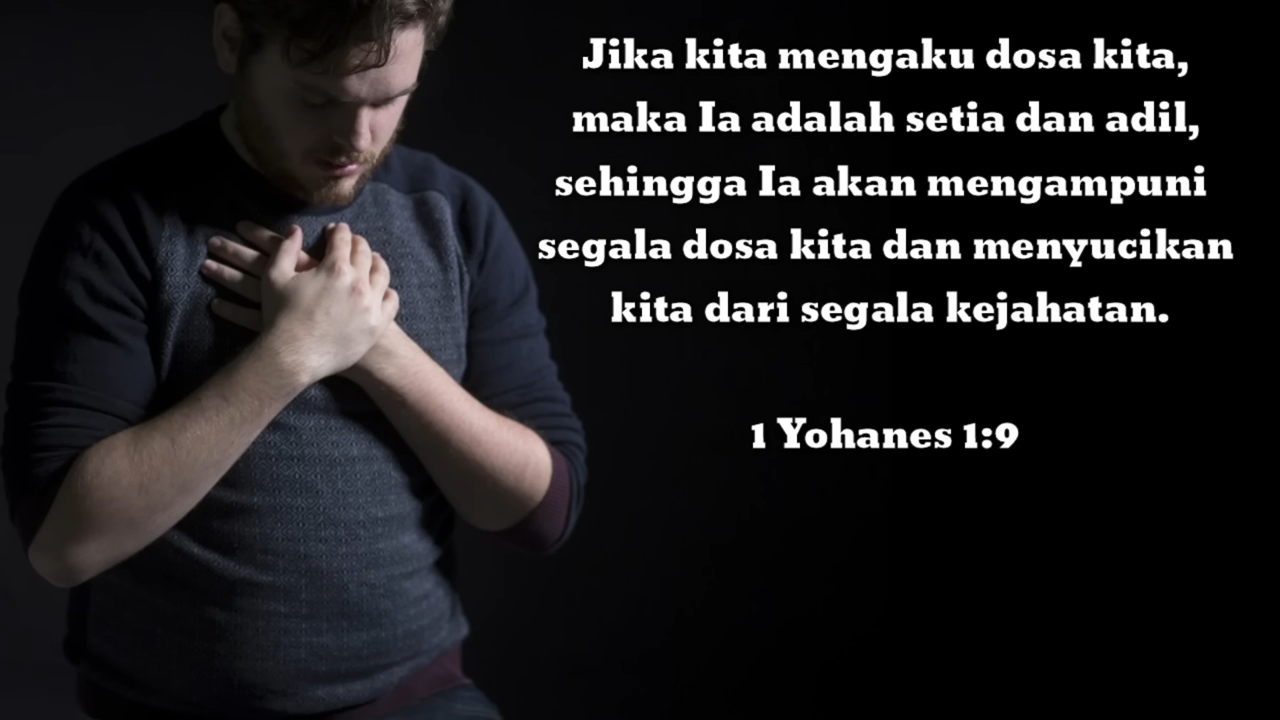 Jika kita mengaku dosa kita,
maka Ia adalah setia dan adil,
sehingga Ia akan mengampuni
segala dosa kita dan menyucikan
kita dari segala kejahatan.
1 Yohanes 1:9